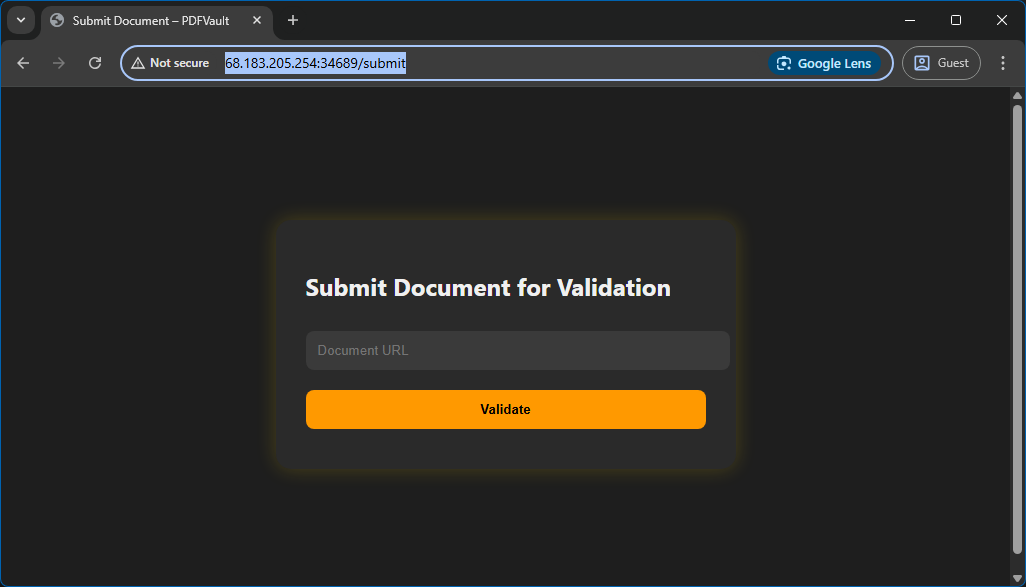 Submit Document – PDFVault
Not secure 68.183.205.254:34689/submit Google Lens Guest
Submit Document for Validation
Document URL
Validate